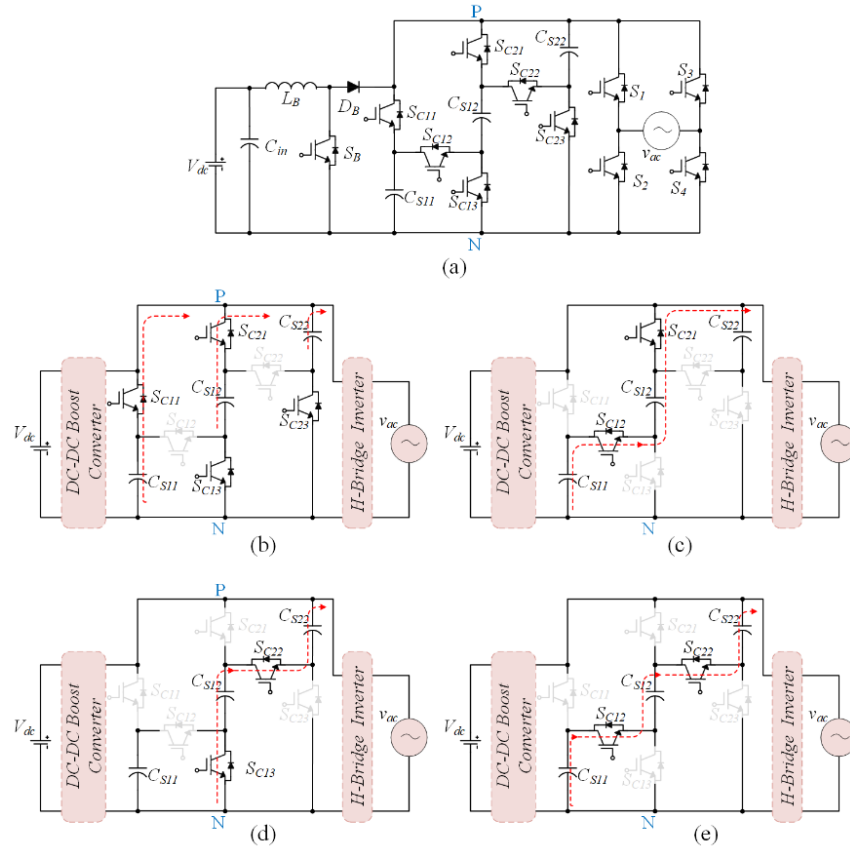 P
S_C21
C_S22
S_3
S_C22
L_B
D_B
S_C11
C_S12
S_1
C_in
S_B
S_C12
S_C23
v_ac
V_dc
S_2
S_4
C_S11
S_C13
N
(a)
P
S_C21
C_S22
S_C22
S_C11
C_S12
V_dc
DC-DC Boost
Converter
S_C12
S_C23
H-Bridge Inverter
v_ac
C_S11
S_C13
N
(b)
S_C21
C_S22
S_C22
S_C11
C_S12
V_dc
DC-DC Boost
Converter
S_C12
S_C23
H-Bridge Inverter
v_ac
C_S11
S_C13
(c)
P
S_C21
C_S22
S_C22
S_C11
C_S12
V_dc
DC-DC Boost
Converter
S_C12
S_C23
H-Bridge Inverter
v_ac
C_S11
S_C13
N
(d)
S_C21
C_S22
S_C22
S_C11
C_S12
V_dc
DC-DC Boost
Converter
S_C12
S_C23
H-Bridge Inverter
v_ac
C_S11
S_C13
(e)